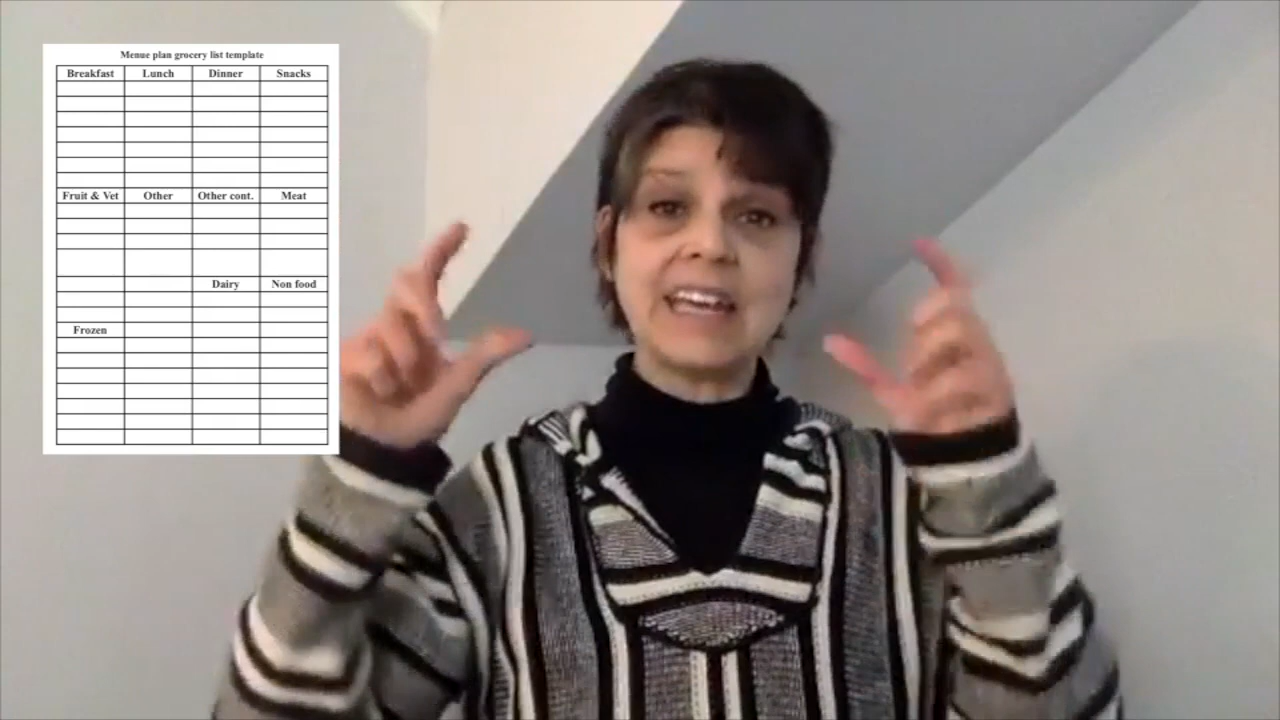 Menue plan grocery list template
Breakfast Lunch Dinner Snacks
Fruit & Vet Other Other cont. Meat
Dairy Non food
Frozen